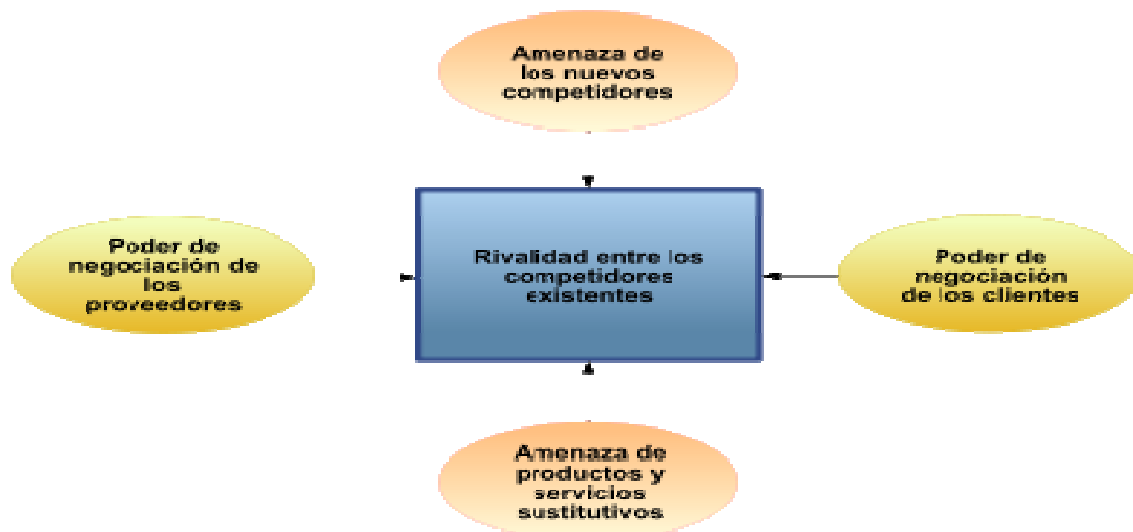 Amenaza de
los nuevos
competidores
Poder de
negociación de
los
proveedores
Rivalidad entre los
competidores
existentes
Poder de
negociación
de los clientes
Amenaza de
productos y
servicios
sustitutivos